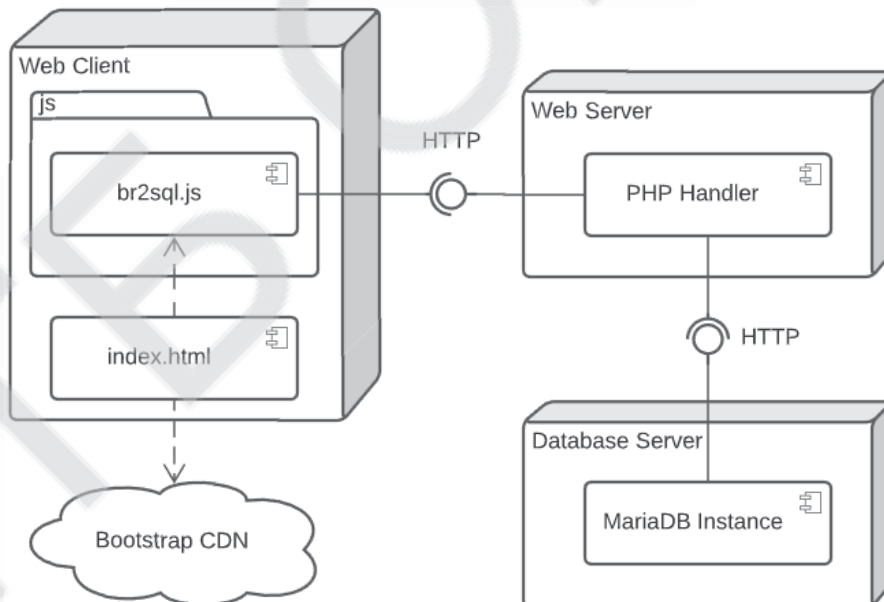 Web Client
js
br2sql.js
index.html
Bootstrap CDN
HTTP
Web Server
PHP Handler
HTTP
Database Server
MariaDB Instance